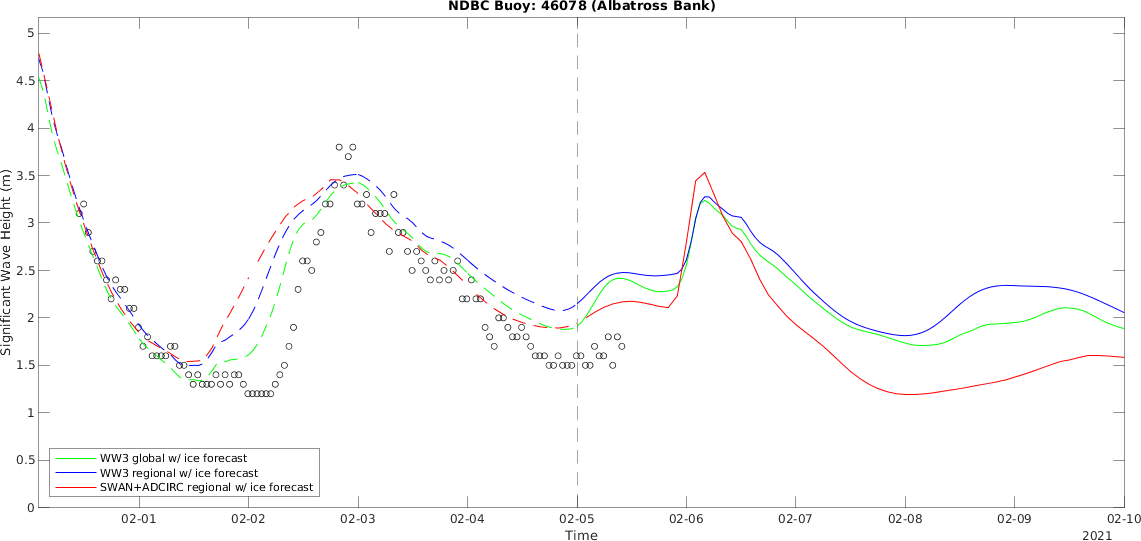 NDBC Buoy: 46078 (Albatross Bank)
5
4.5
4
3.5
3
2.5
2
1.5
1
0.5
0
Significant Wave Height (m)
WW3 global w/ ice forecast
WW3 regional w/ ice forecast
SWAN+ADCIRC regional w/ ice forecast
02-01 02-02 02-03 02-04 02-05 02-06 02-07 02-08 02-09 02-10
Time
2021